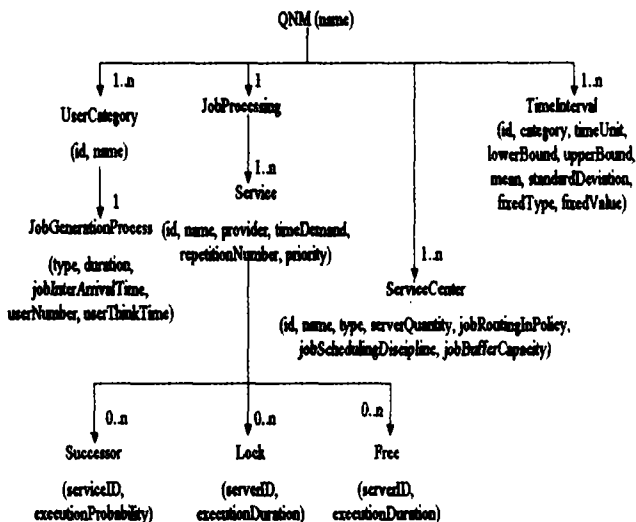 QNM (name)
1..n
1
1..n
UserCategory
JobProcessing
TimeInterval
(id, name)
(id, category, timeUnit,
lowerBound, upperBound,
mean, standardDeviation,
fixedType, fixedValue)
1..n
Service
1
JobGenerationProcess
(id, name, provider, timeDemand,
repetitionNumber, priority)
(type, duration,
jobInterArrivalTime,
userNumber, userThinkTime)
1..n
ServiceCenter
(id, name, type, serverQuantity, jobRoutingInPolicy,
jobSchedulingDiscipline, jobBufferCapacity)
0..n
0..n
0..n
Successor
Lock
Free
(serviceID,
executionProbability)
(serverID,
executionDuration)
(serverID,
executionDuration)